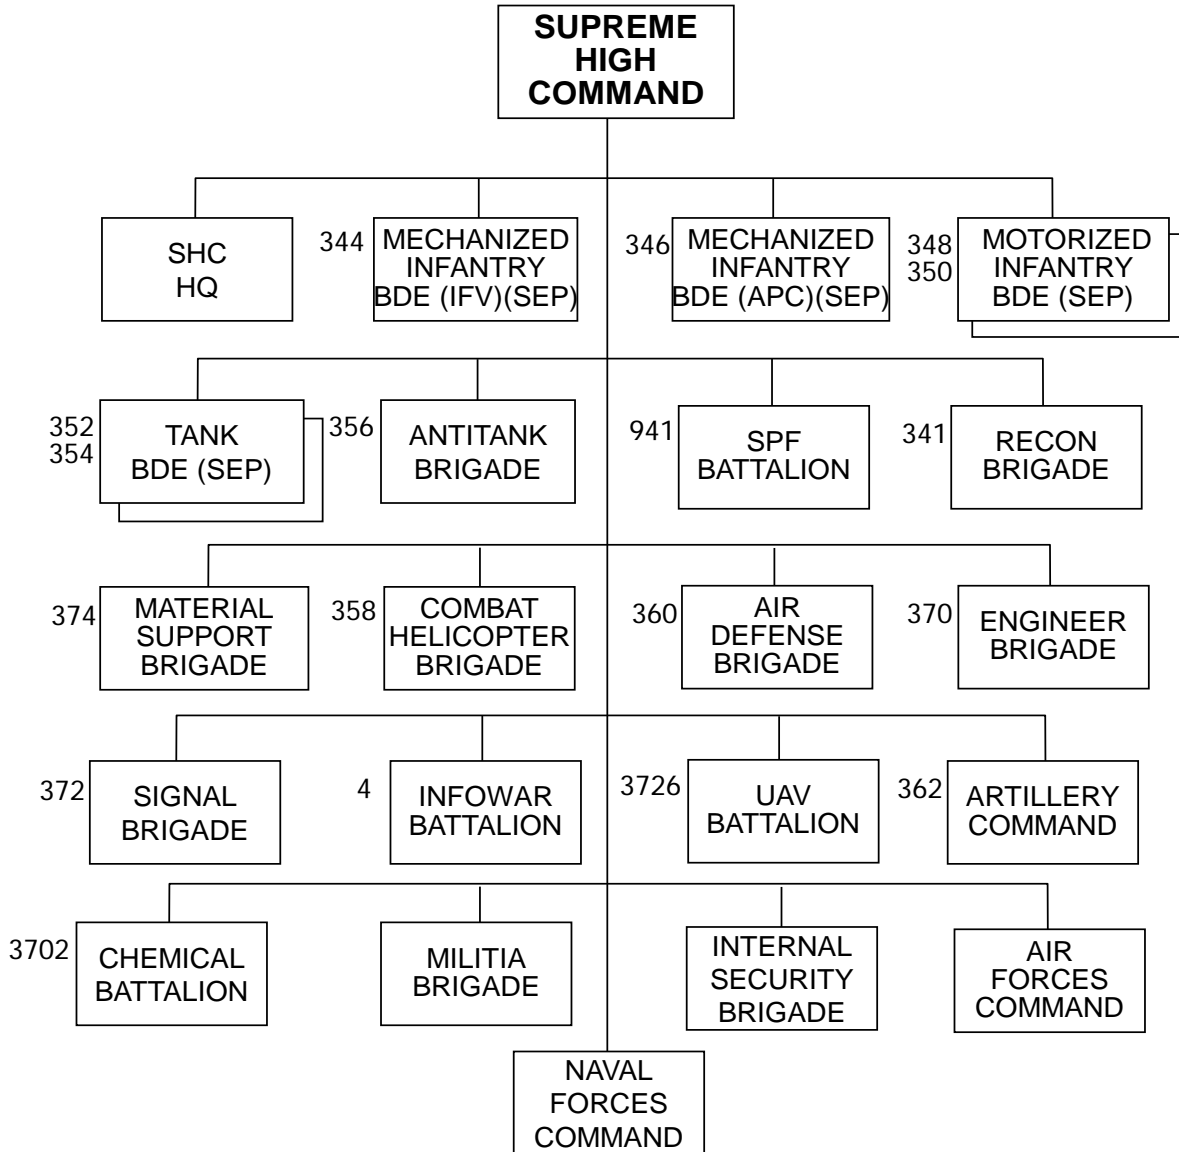 SUPREME
HIGH
COMMAND
SHC
HQ
344
MECHANIZED
INFANTRY
BDE (IFV)(SEP)
346
MECHANIZED
INFANTRY
BDE (APC)(SEP)
348
350
MOTORIZED
INFANTRY
BDE (SEP)
352
354
TANK
BDE (SEP)
356
ANTITANK
BRIGADE
941
SPF
BATTALION
341
RECON
BRIGADE
374
MATERIAL
SUPPORT
BRIGADE
358
COMBAT
HELICOPTER
BRIGADE
360
AIR
DEFENSE
BRIGADE
370
ENGINEER
BRIGADE
372
SIGNAL
BRIGADE
4
INFOWAR
BATTALION
3726
UAV
BATTALION
362
ARTILLERY
COMMAND
3702
CHEMICAL
BATTALION
MILITIA
BRIGADE
INTERNAL
SECURITY
BRIGADE
AIR
FORCES
COMMAND
NAVAL
FORCES
COMMAND